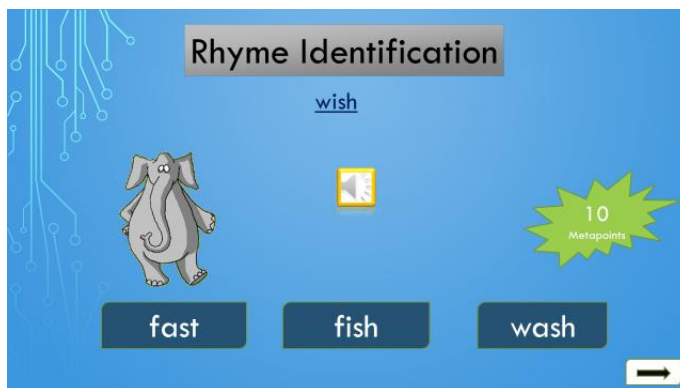 Rhyme Identification
wish
10
Metapoints
fast
fish
wash